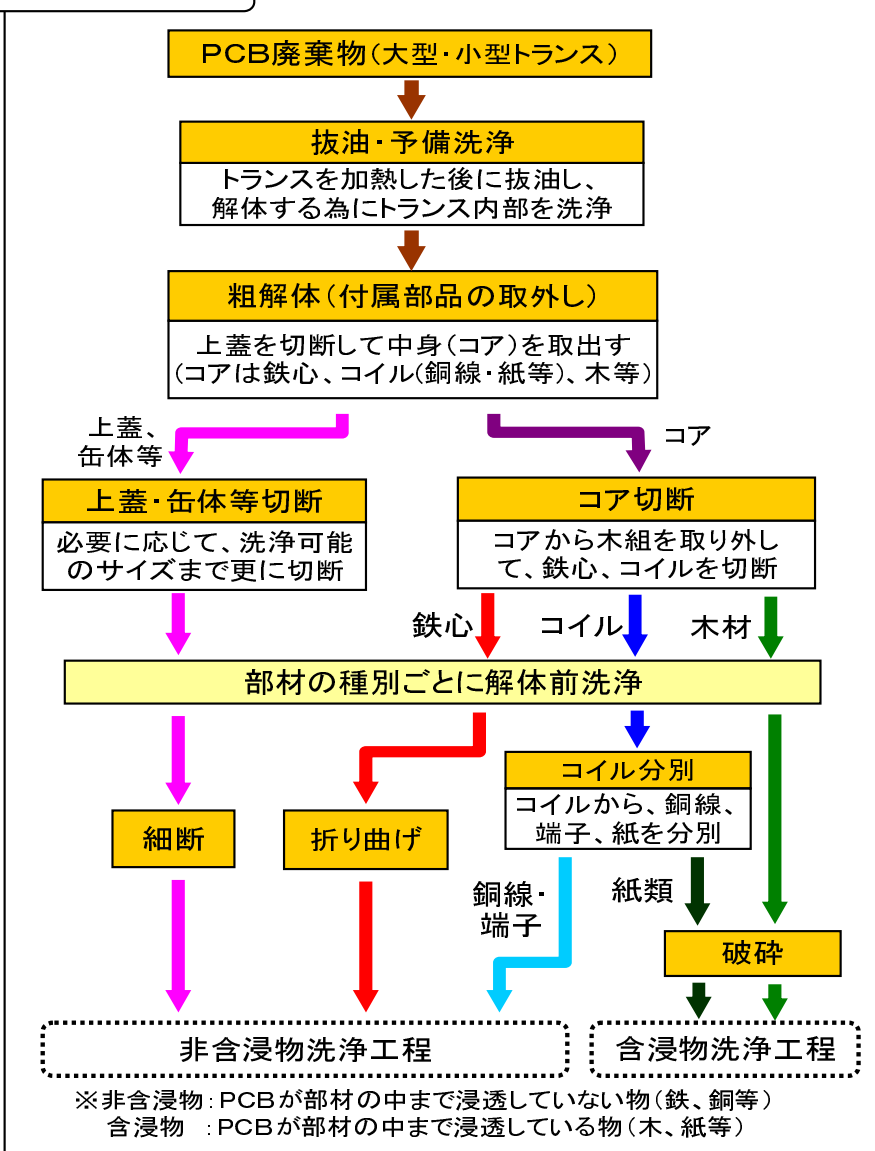 PCB廃棄物(大型・小型トランス)
抜油・予備洗浄
トランスを加熱した後に抜油し、
解体する為にトランス内部を洗浄
粗解体(付属部品の取外し)
上蓋を切断して中身(コア)を取出す
(コアは鉄心、コイル(銅線・紙等)、木等)
上蓋、
缶体等
コア
上蓋・缶体等切断
必要に応じて、洗浄可能
のサイズまで更に切断
コア切断
コアから木組を取り外し
て、鉄心、コイルを切断
鉄心
コイル
木材
部材の種別ごとに解体前洗浄
コイル分別
コイルから、銅線、
端子、紙を分別
細断
折り曲げ
銅線・
端子
紙類
破砕
非含浸物洗浄工程
含浸物洗浄工程
※非含浸物:PCBが部材の中まで浸透していない物(鉄、銅等)
含浸物 :PCBが部材の中まで浸透している物(木、紙等)